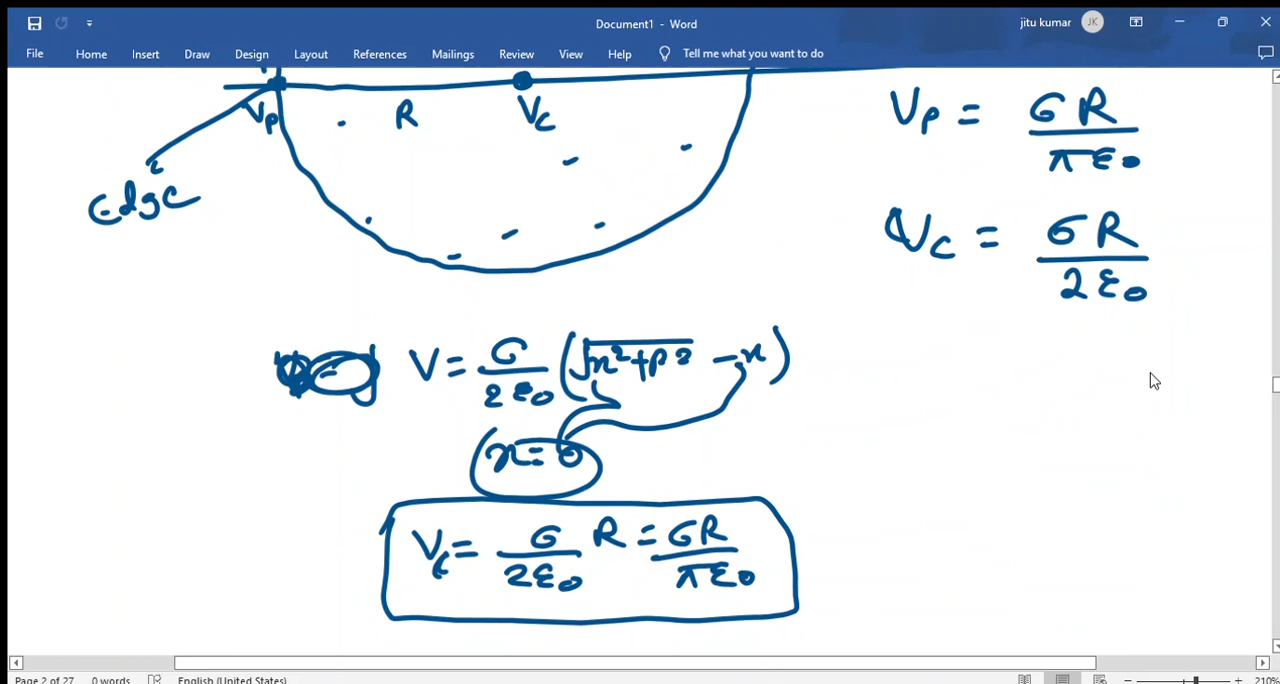 Document1 - Word
jitu kumar JK
File Home Insert Draw Design Layout References Mailings Review View Help Tell me what you want to do
Vp R Vc
Edge
Vp = σR / πε0
Vc = σR / 2ε0
V = σ / 2ε0 (√x²+R² - x)
x = 0
Vc = σ / 2ε0 R = σR / πε0
Page 2 of 27 0 words English (United States) 210%